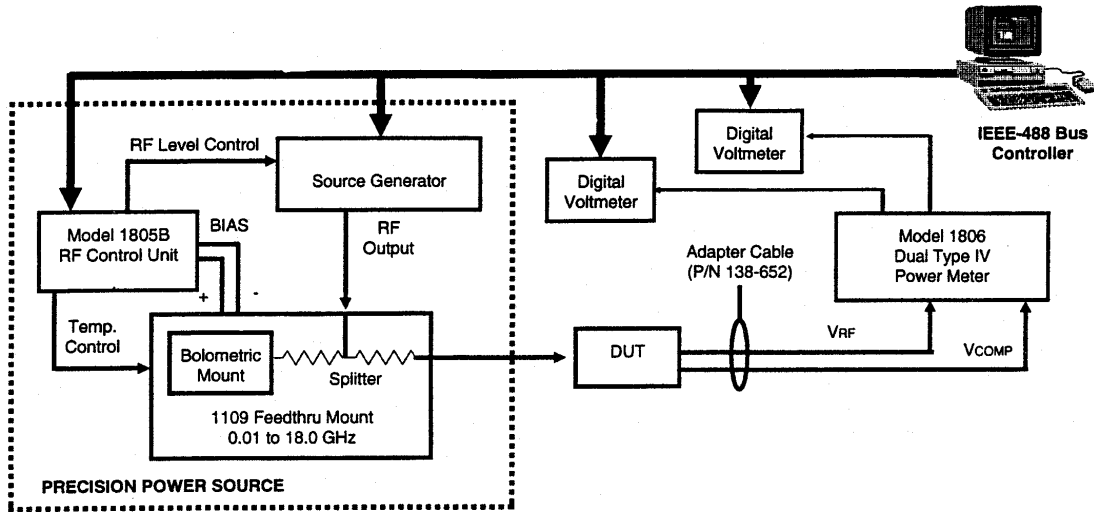 IEEE-488 Bus
Controller
Digital
Voltmeter
RF Level Control
Source Generator
Digital
Voltmeter
Model 1805B
RF Control Unit
BIAS
RF
Output
Adapter Cable
(P/N 138-652)
Model 1806
Dual Type IV
Power Meter
+
-
Temp.
Control
Bolometric
Mount
Splitter
DUT
VRF
VCOMP
1109 Feedthru Mount
0.01 to 18.0 GHz
PRECISION POWER SOURCE